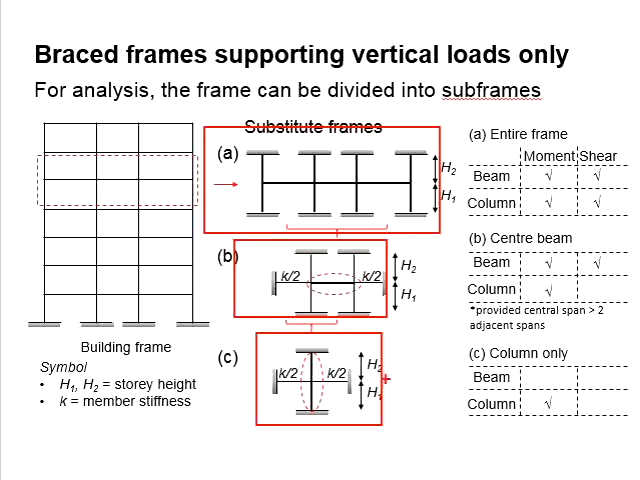 Braced frames supporting vertical loads only
For analysis, the frame can be divided into subframes
Substitute frames
(a)
H2
H1
(b)
k/2
k/2
H2
H1
(c)
k/2
k/2
H2
H1
Building frame
Symbol
• H1, H2 = storey height
• k = member stiffness
(a) Entire frame
Moment Shear
Beam √ √
Column √ √
(b) Centre beam
Beam √ √
Column √
*provided central span > 2
adjacent spans
(c) Column only
Beam
Column √